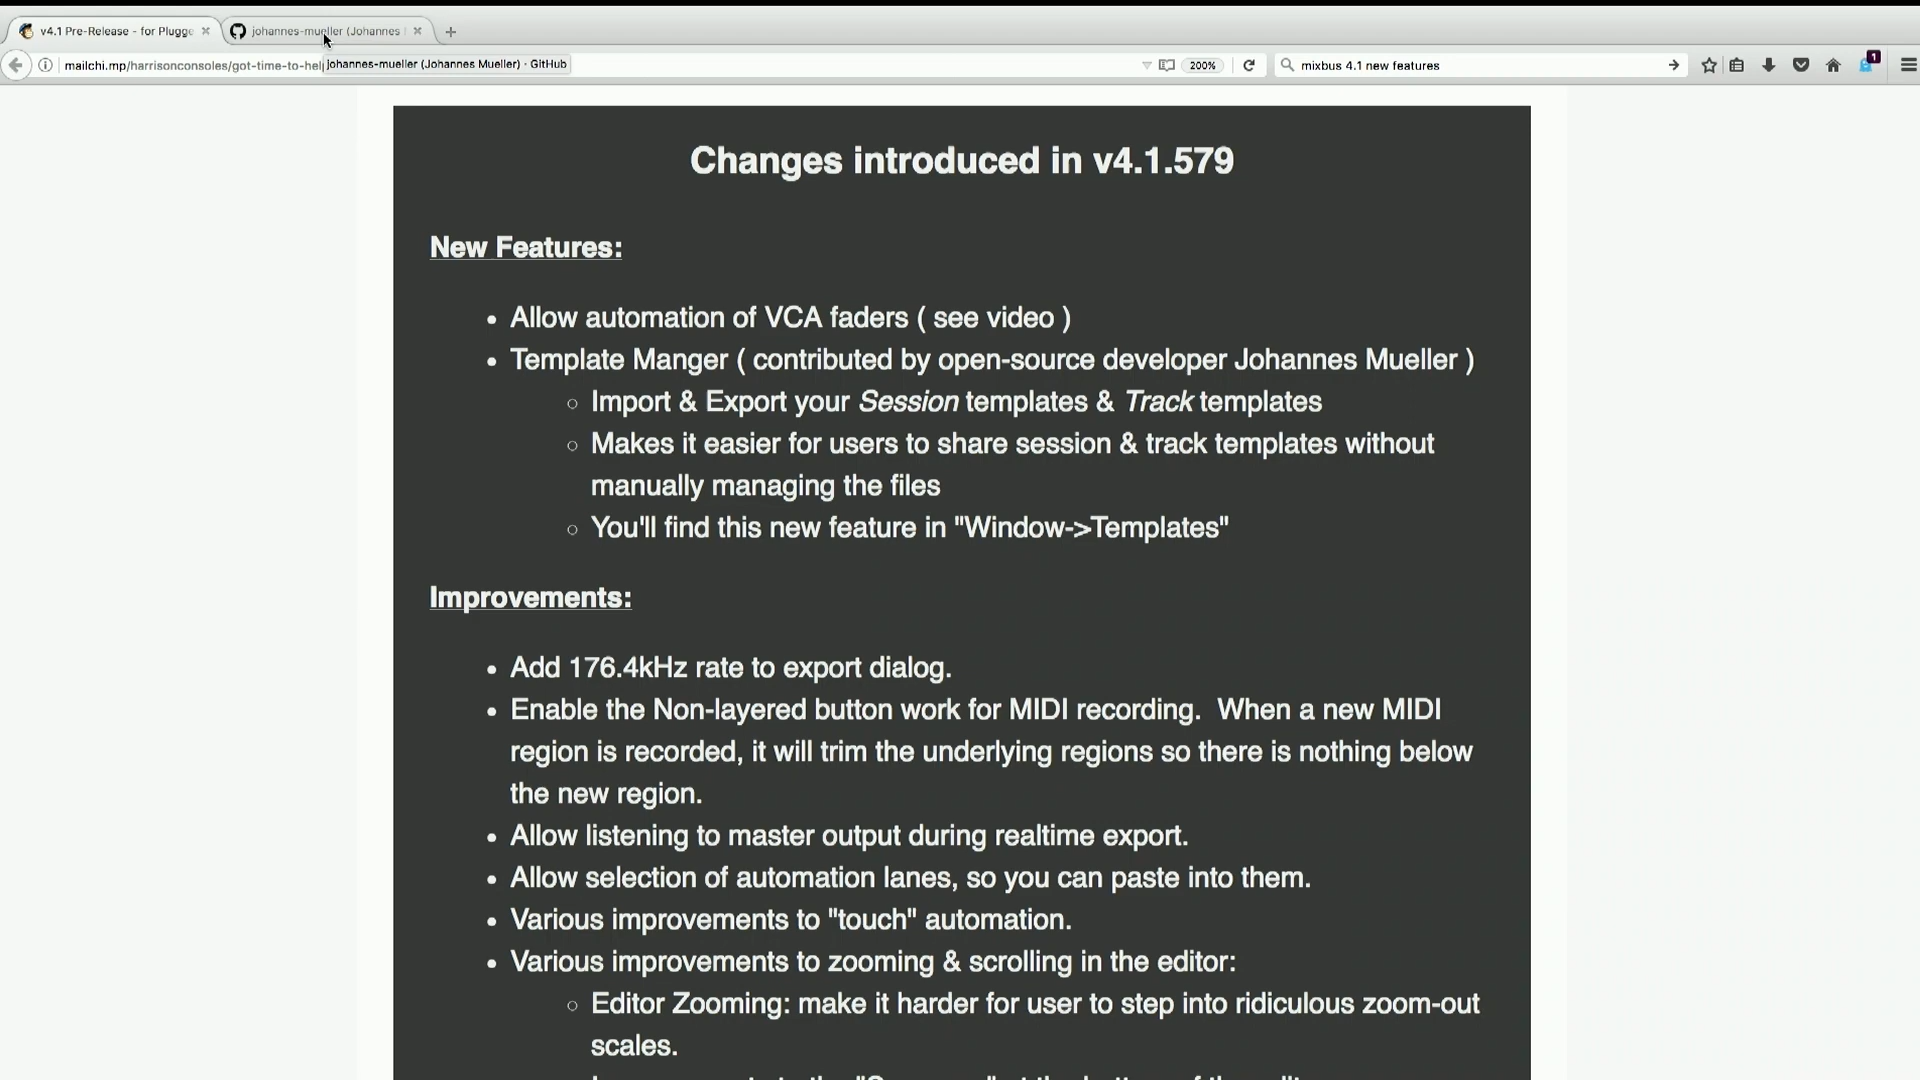 v4.1 Pre-Release - for Plugge
johannes-mueller (Johannes
mailchi.mp/harrisonconsoles/got-time-to-hel
johannes-mueller (Johannes Mueller) · GitHub
200%
mixbus 4.1 new features
1
Changes introduced in v4.1.579
New Features:
• Allow automation of VCA faders ( see video )
• Template Manger ( contributed by open-source developer Johannes Mueller )
○ Import & Export your Session templates & Track templates
○ Makes it easier for users to share session & track templates without
manually managing the files
○ You'll find this new feature in "Window->Templates"
Improvements:
• Add 176.4kHz rate to export dialog.
• Enable the Non-layered button work for MIDI recording.  When a new MIDI
region is recorded, it will trim the underlying regions so there is nothing below
the new region.
• Allow listening to master output during realtime export.
• Allow selection of automation lanes, so you can paste into them.
• Various improvements to "touch" automation.
• Various improvements to zooming & scrolling in the editor:
○ Editor Zooming: make it harder for user to step into ridiculous zoom-out
scales.